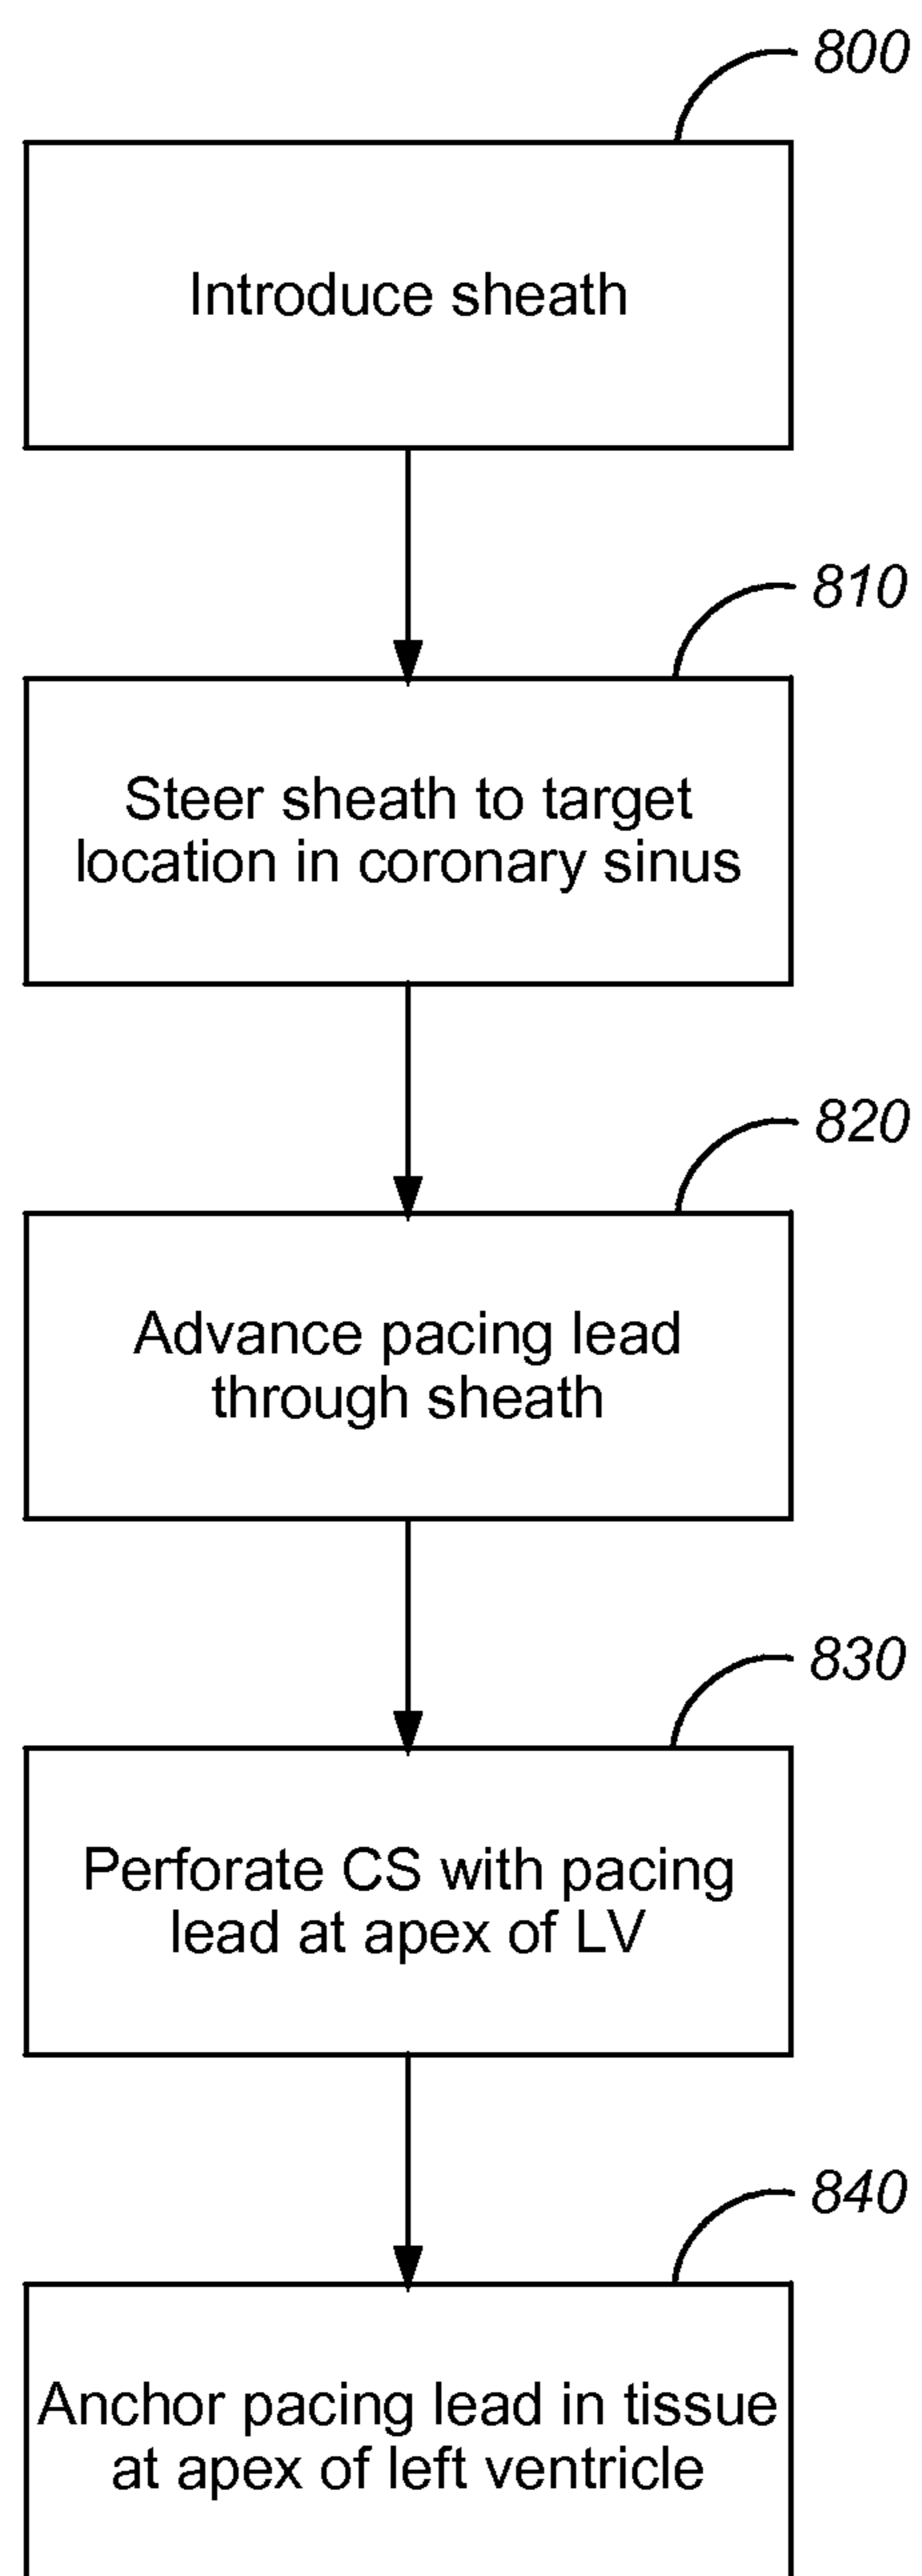 800
Introduce sheath
810
Steer sheath to target
location in coronary sinus
820
Advance pacing lead
through sheath
830
Perforate CS with pacing
lead at apex of LV
840
Anchor pacing lead in tissue
at apex of left ventricle